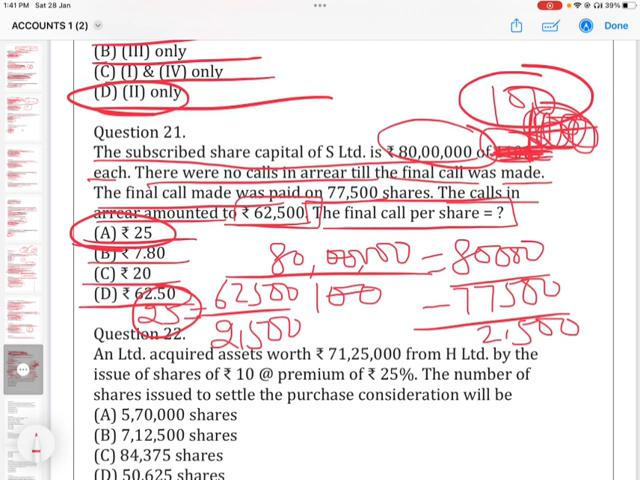 1:41 PM Sat 28 Jan
39%
ACCOUNTS 1 (2)
Done
(B) (III) only
(C) (I) & (IV) only
(D) (II) only
Question 21.
The subscribed share capital of S Ltd. is ₹ 80,00,000 of
each. There were no calls in arrear till the final call was made.
The final call made was paid on 77,500 shares. The calls in
arrear amounted to ₹ 62,500. The final call per share = ?
(A) ₹ 25
(B) ₹ 7.80
(C) ₹ 20
(D) ₹ 62.50
80,00,000 = 80000
100
- 77500
2,500
25 = 62500
2,500
Question 22.
An Ltd. acquired assets worth ₹ 71,25,000 from H Ltd. by the
issue of shares of ₹ 10 @ premium of ₹ 25%. The number of
shares issued to settle the purchase consideration will be
(A) 5,70,000 shares
(B) 7,12,500 shares
(C) 84,375 shares
(D) 50,625 shares